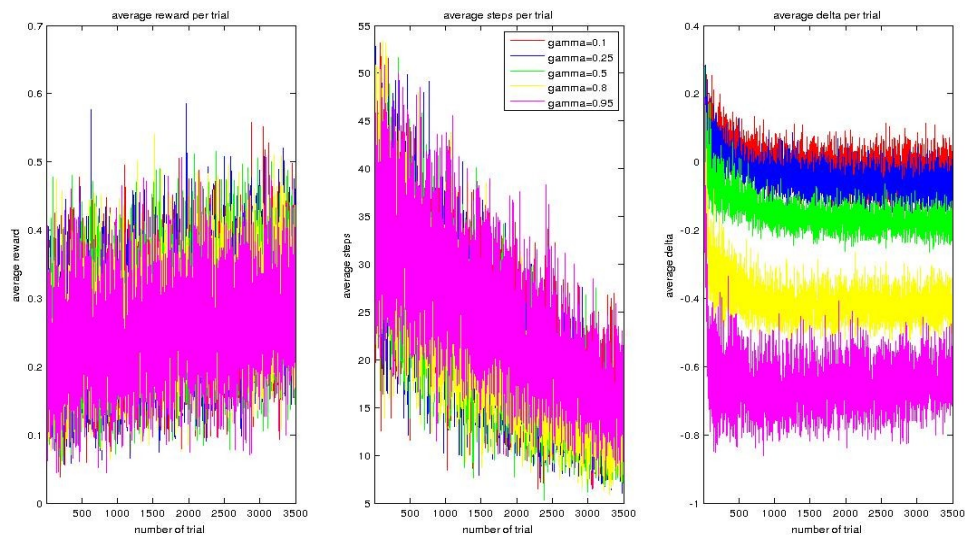 average reward per trial
0.7
0.6
0.5
0.4
0.3
0.2
0.1
0
average reward
500 1000 1500 2000 2500 3000 3500
number of trial
average steps per trial
gamma=0.1
gamma=0.25
gamma=0.5
gamma=0.8
gamma=0.95
55
50
45
40
35
30
25
20
15
10
5
average steps
500 1000 1500 2000 2500 3000 3500
number of trial
average delta per trial
0.4
0.2
0
-0.2
-0.4
-0.6
-0.8
-1
average delta
500 1000 1500 2000 2500 3000 3500
number of trial